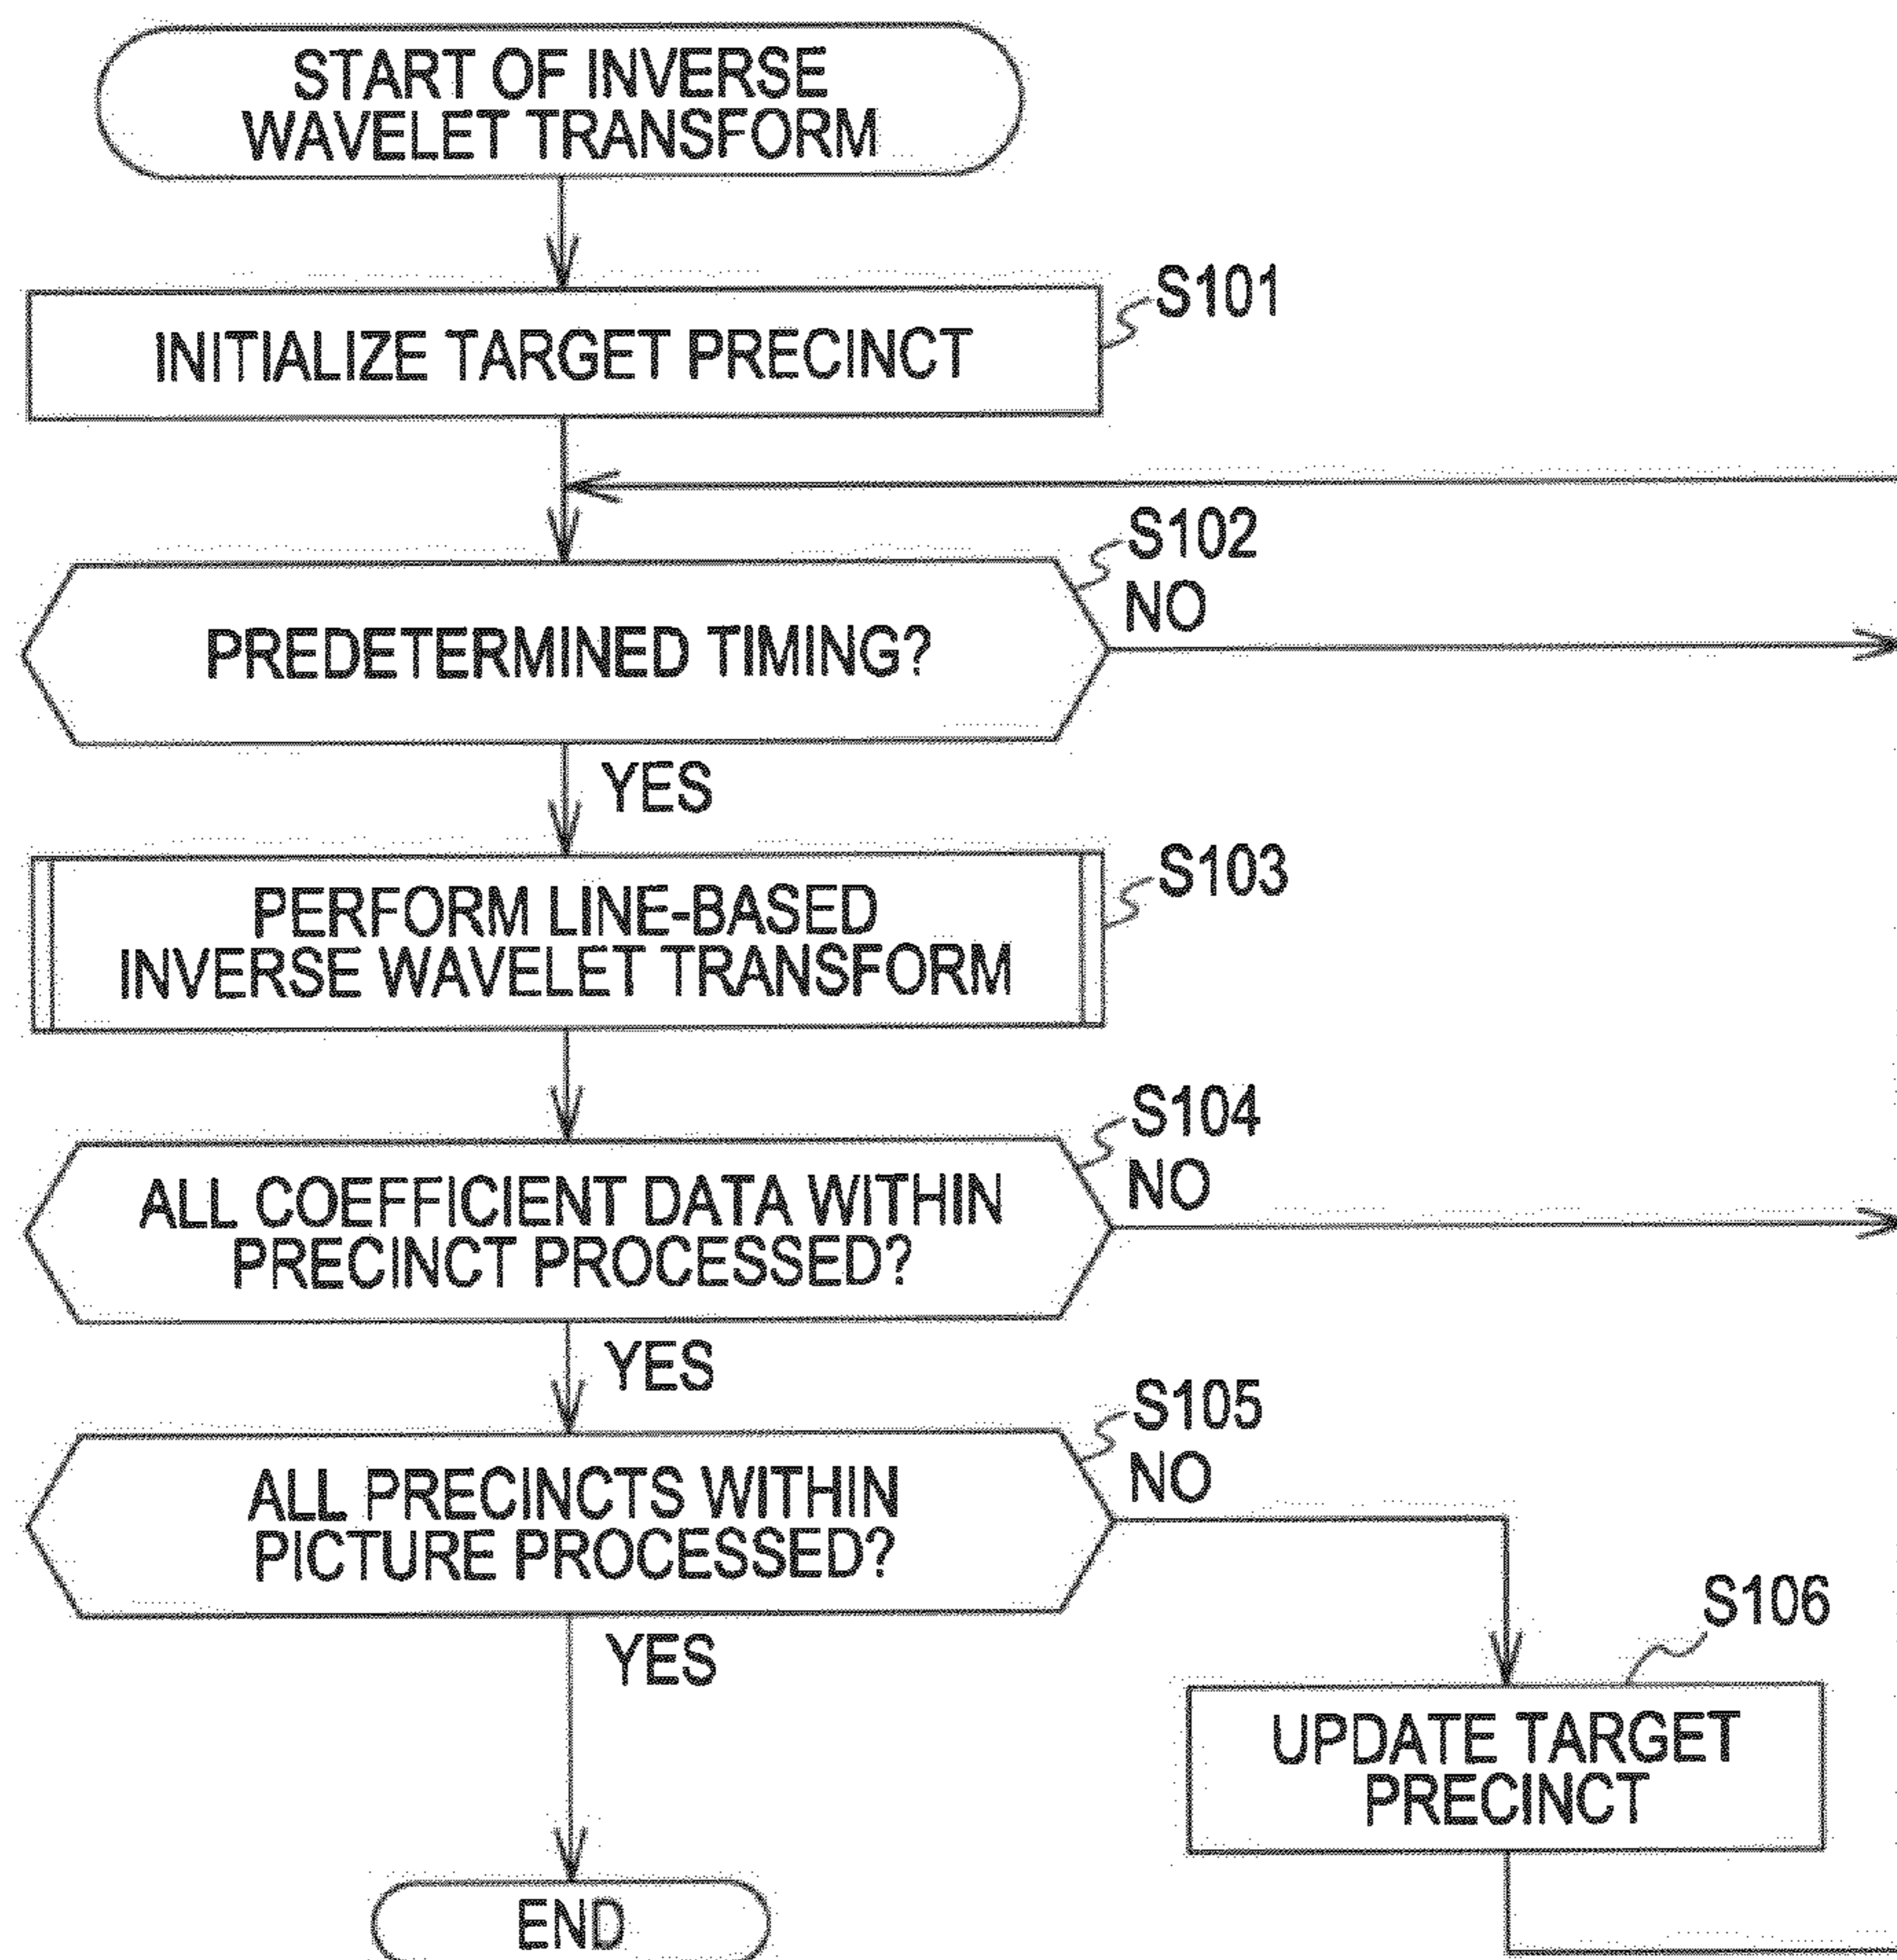 START OF INVERSE
WAVELET TRANSFORM
S101
INITIALIZE TARGET PRECINCT
S102
NO
PREDETERMINED TIMING?
YES
S103
PERFORM LINE-BASED
INVERSE WAVELET TRANSFORM
S104
NO
ALL COEFFICIENT DATA WITHIN
PRECINCT PROCESSED?
YES
S105
NO
ALL PRECINCTS WITHIN
PICTURE PROCESSED?
S106
YES
UPDATE TARGET
PRECINCT
END